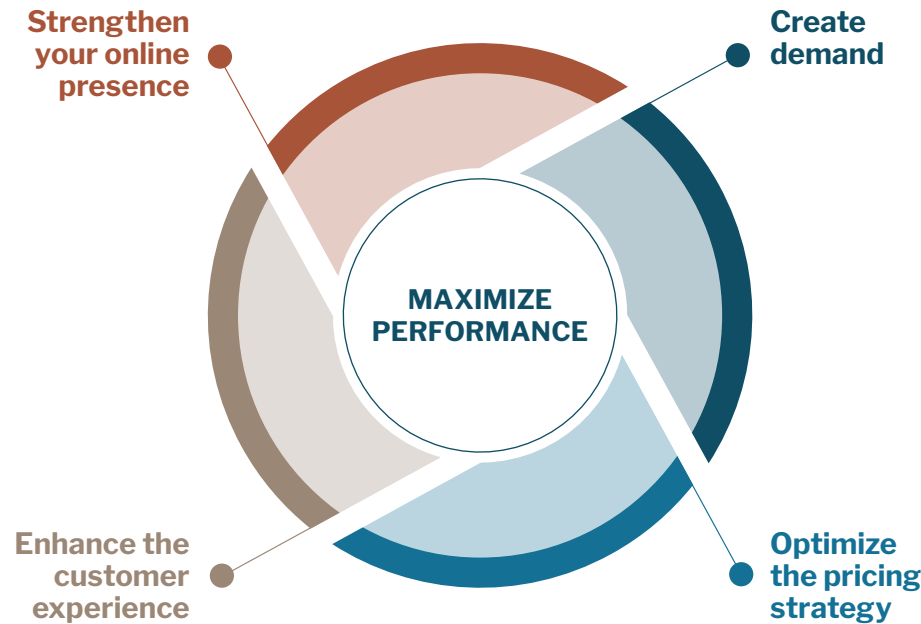 Strengthen
your online
presence
Create
demand
MAXIMIZE
PERFORMANCE
Enhance the
customer
experience
Optimize
the pricing
strategy